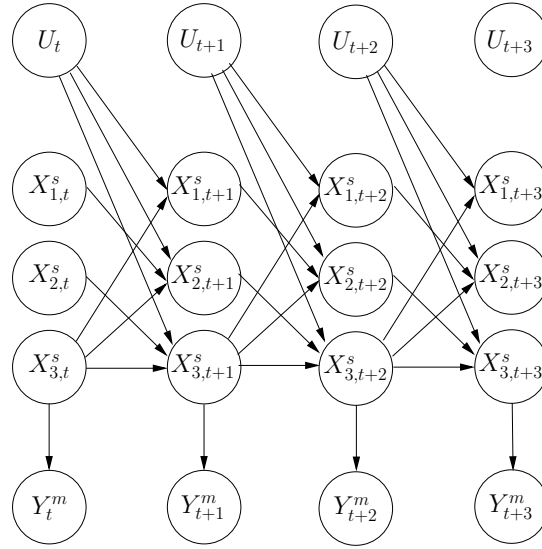 U_t U_{t+1} U_{t+2} U_{t+3}
X^s_{1,t} X^s_{1,t+1} X^s_{1,t+2} X^s_{1,t+3}
X^s_{2,t} X^s_{2,t+1} X^s_{2,t+2} X^s_{2,t+3}
X^s_{3,t} X^s_{3,t+1} X^s_{3,t+2} X^s_{3,t+3}
Y^m_t Y^m_{t+1} Y^m_{t+2} Y^m_{t+3}